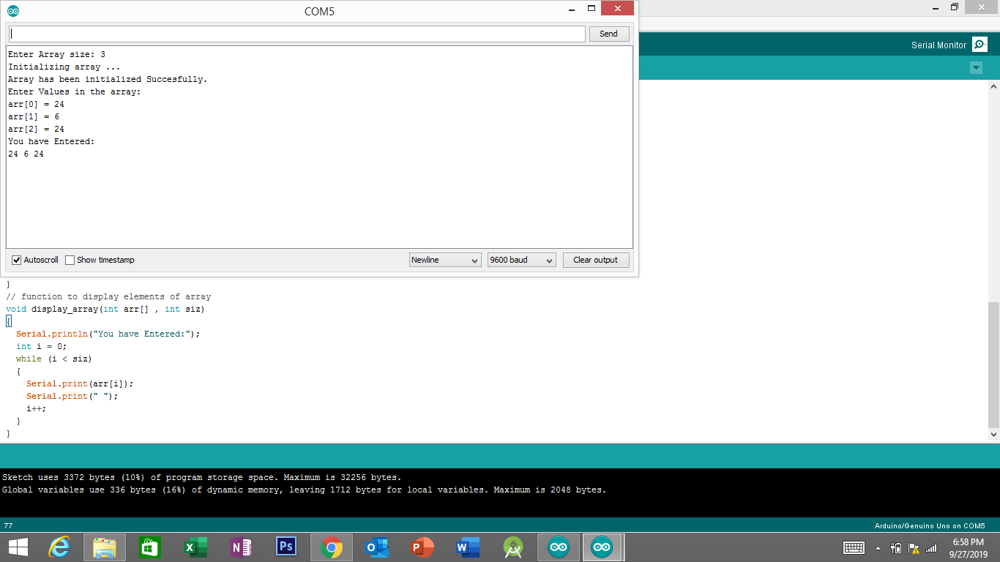 COM5
Send
Serial Monitor
Enter Array size: 3
Initializing array ...
Array has been initialized Succesfully.
Enter Values in the array:
arr[0] = 24
arr[1] = 6
arr[2] = 24
You have Entered:
24 6 24
Autoscroll Show timestamp Newline 9600 baud Clear output
}
// function to display elements of array
void display_array(int arr[] , int siz)
{
Serial.println("You have Entered:");
int i = 0;
while (i < siz)
{
Serial.print(arr[i]);
Serial.print(" ");
i++;
}
}
Sketch uses 3372 bytes (10%) of program storage space. Maximum is 32256 bytes.
Global variables use 336 bytes (16%) of dynamic memory, leaving 1712 bytes for local variables. Maximum is 2048 bytes.
77 Arduino/Genuino Uno on COM5
6:58 PM
9/27/2019